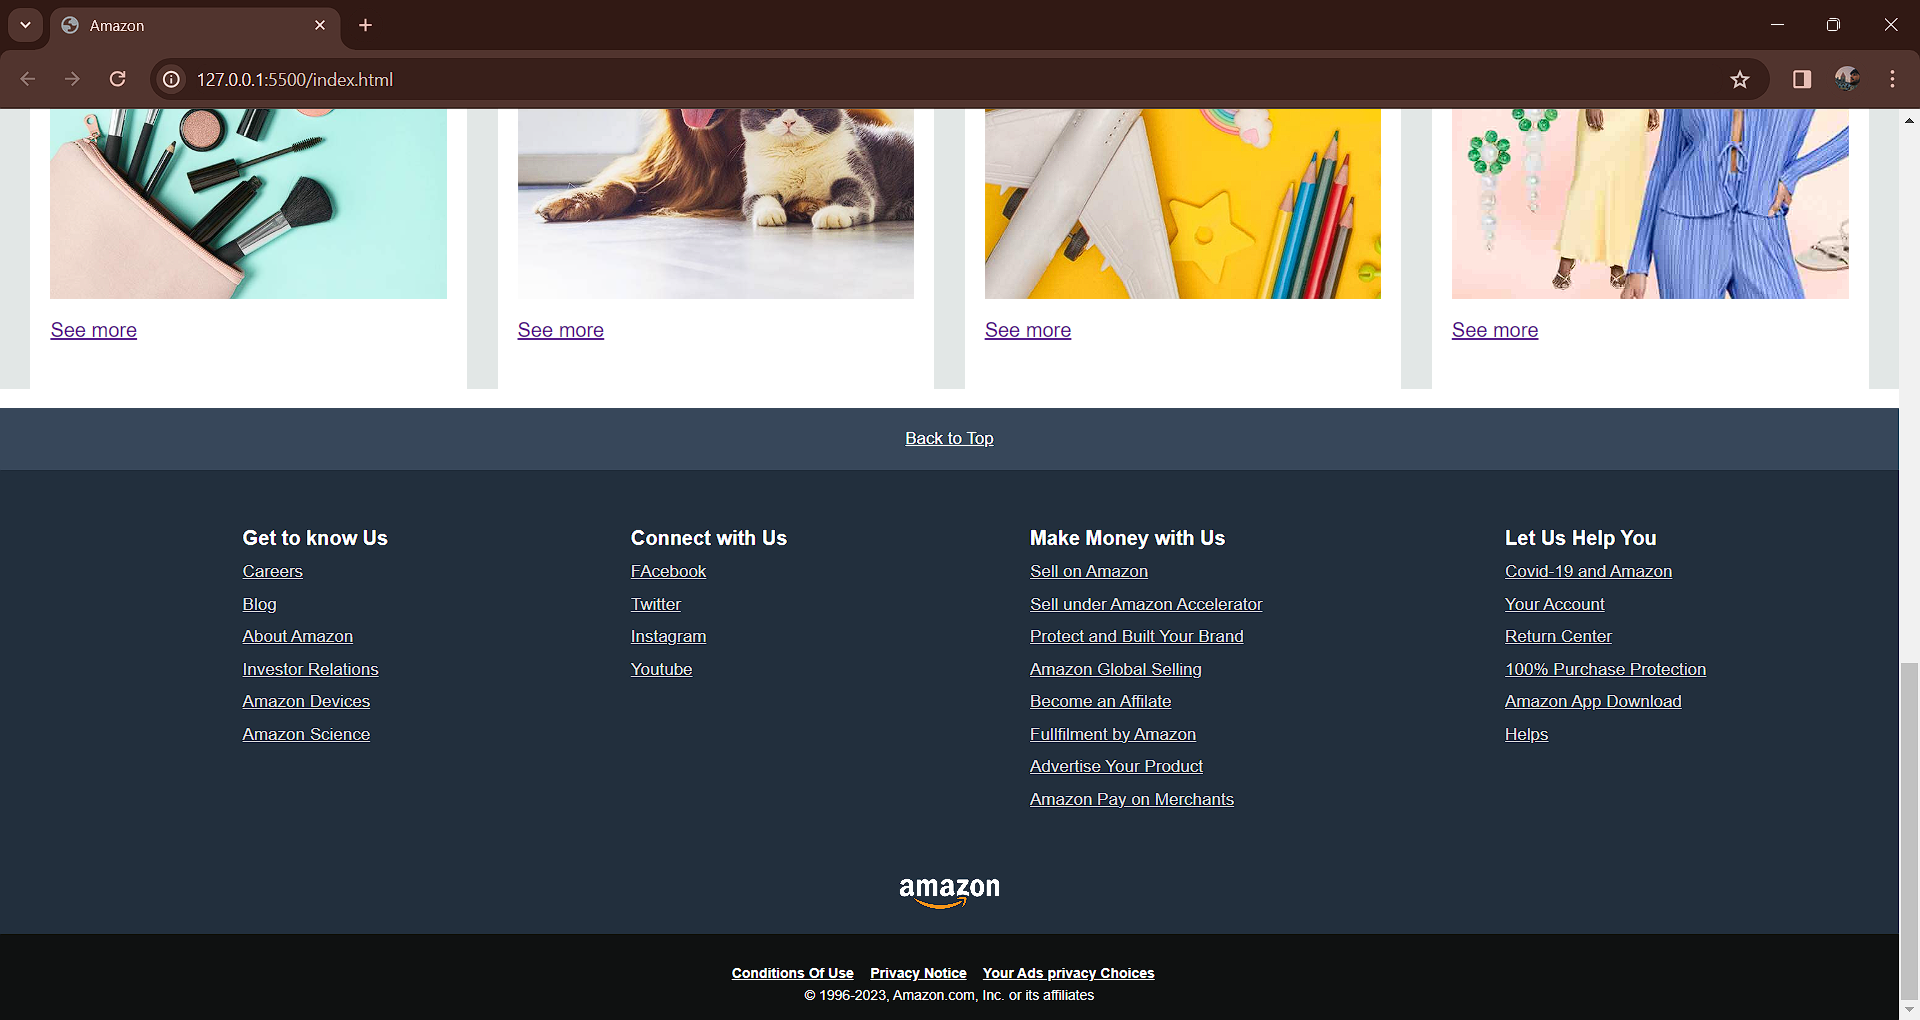 Amazon
127.0.0.1:5500/index.html
See more
See more
See more
See more
Back to Top
Get to know Us
Careers
Blog
About Amazon
Investor Relations
Amazon Devices
Amazon Science
Connect with Us
FAcebook
Twitter
Instagram
Youtube
Make Money with Us
Sell on Amazon
Sell under Amazon Accelerator
Protect and Built Your Brand
Amazon Global Selling
Become an Affilate
Fullfilment by Amazon
Advertise Your Product
Amazon Pay on Merchants
Let Us Help You
Covid-19 and Amazon
Your Account
Return Center
100% Purchase Protection
Amazon App Download
Helps
amazon
Conditions Of Use Privacy Notice Your Ads privacy Choices
© 1996-2023, Amazon.com, Inc. or its affiliates